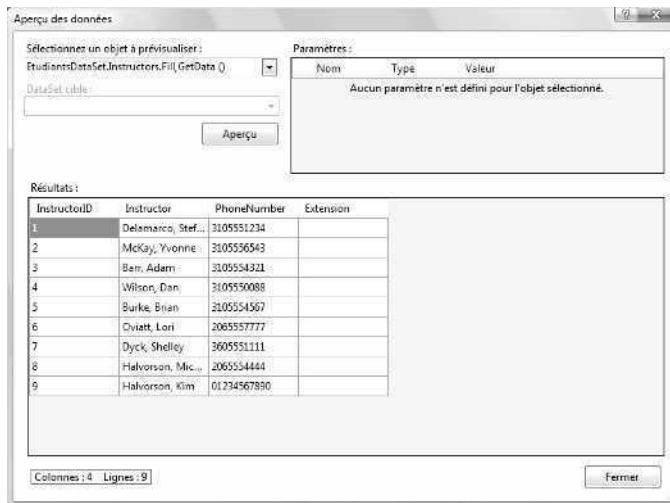 Aperçu des données
Sélectionnez un objet à prévisualiser :
EtudiantsDataSet.Instructors.Fill,GetData ()
DataSet cible :
Aperçu
Paramètres :
Nom Type Valeur
Aucun paramètre n'est défini pour l'objet sélectionné.
Résultats :
InstructorID Instructor PhoneNumber Extension
1 Delamarco, Stef... 3105551234
2 McKay, Yvonne 3105556543
3 Barr, Adam 3105554321
4 Wilson, Dan 3105550088
5 Burke, Brian 3105554567
6 Oviatt, Lori 2065557777
7 Dyck, Shelley 3605551111
8 Halvorson, Mic... 2065554444
9 Halvorson, Kim 01234567890
Colonnes : 4 Lignes : 9
Fermer